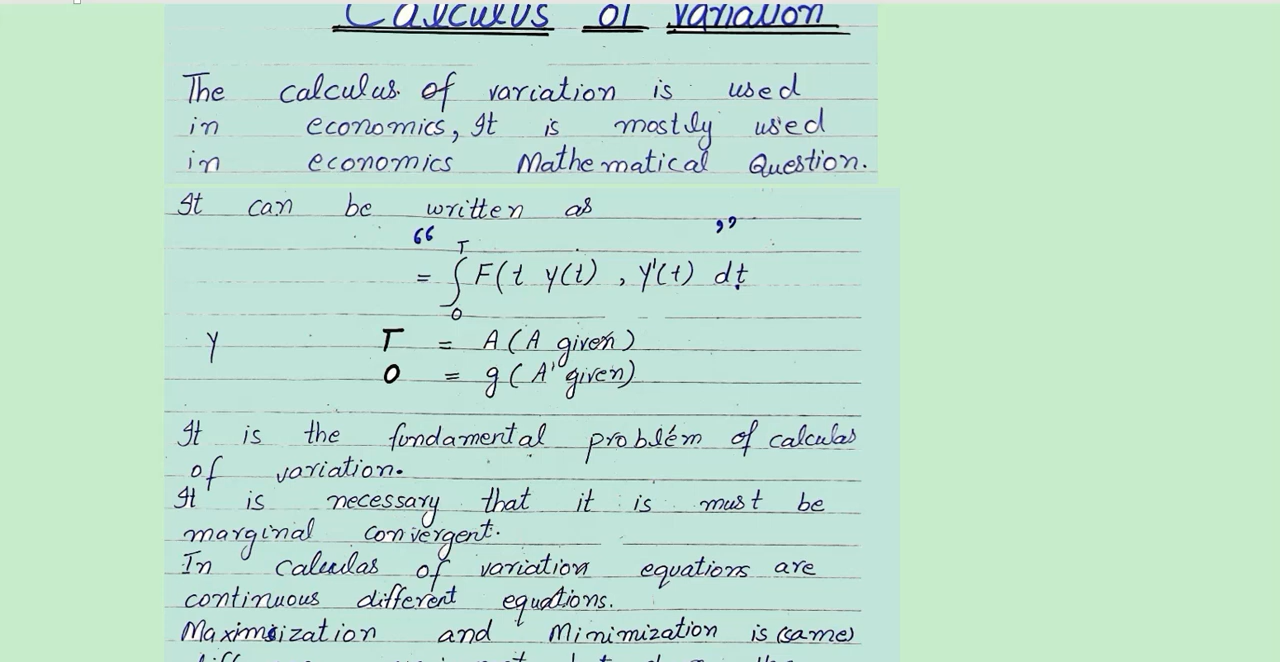 Calculus of variation
The calculus of variation is used
in economics, It is mostly used
in economics Mathematical Question.
It can be written as
“ ”
T
= ∫ F(t y(t) , y'(t) dt
0
Y T = A (A given)
0 = g (A' given)
It is the fundamental problem of calculas
of variation.
It is necessary that it is must be
marginal convergent.
In calculas of variation equations are
continuous different equations.
Maximization and Minimization is (same)